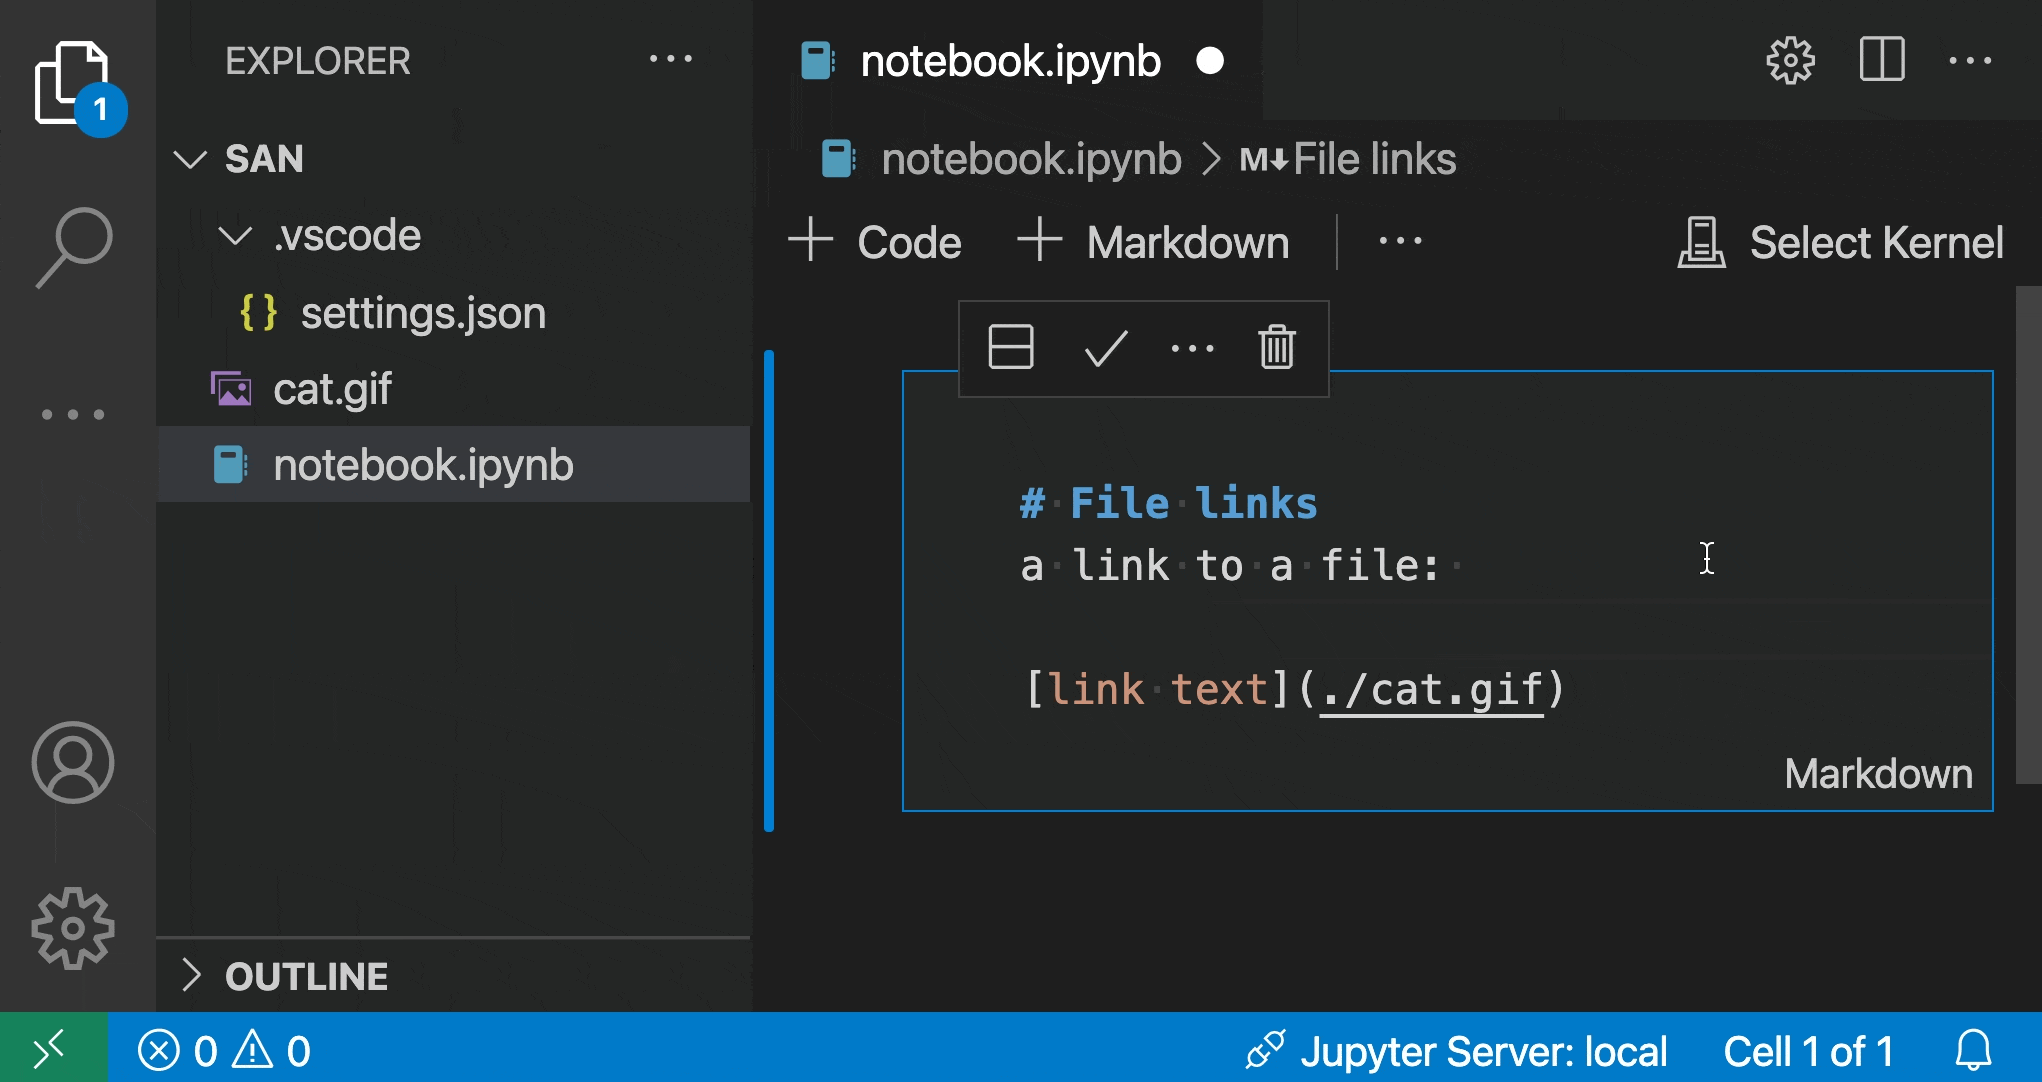 EXPLORER
1
SAN
.vscode
{} settings.json
cat.gif
notebook.ipynb
OUTLINE
notebook.ipynb
notebook.ipynb > M↓ File links
+ Code + Markdown
Select Kernel
# File links
a link to a file:
[link text](./cat.gif)
Markdown
0 0
Jupyter Server: local
Cell 1 of 1